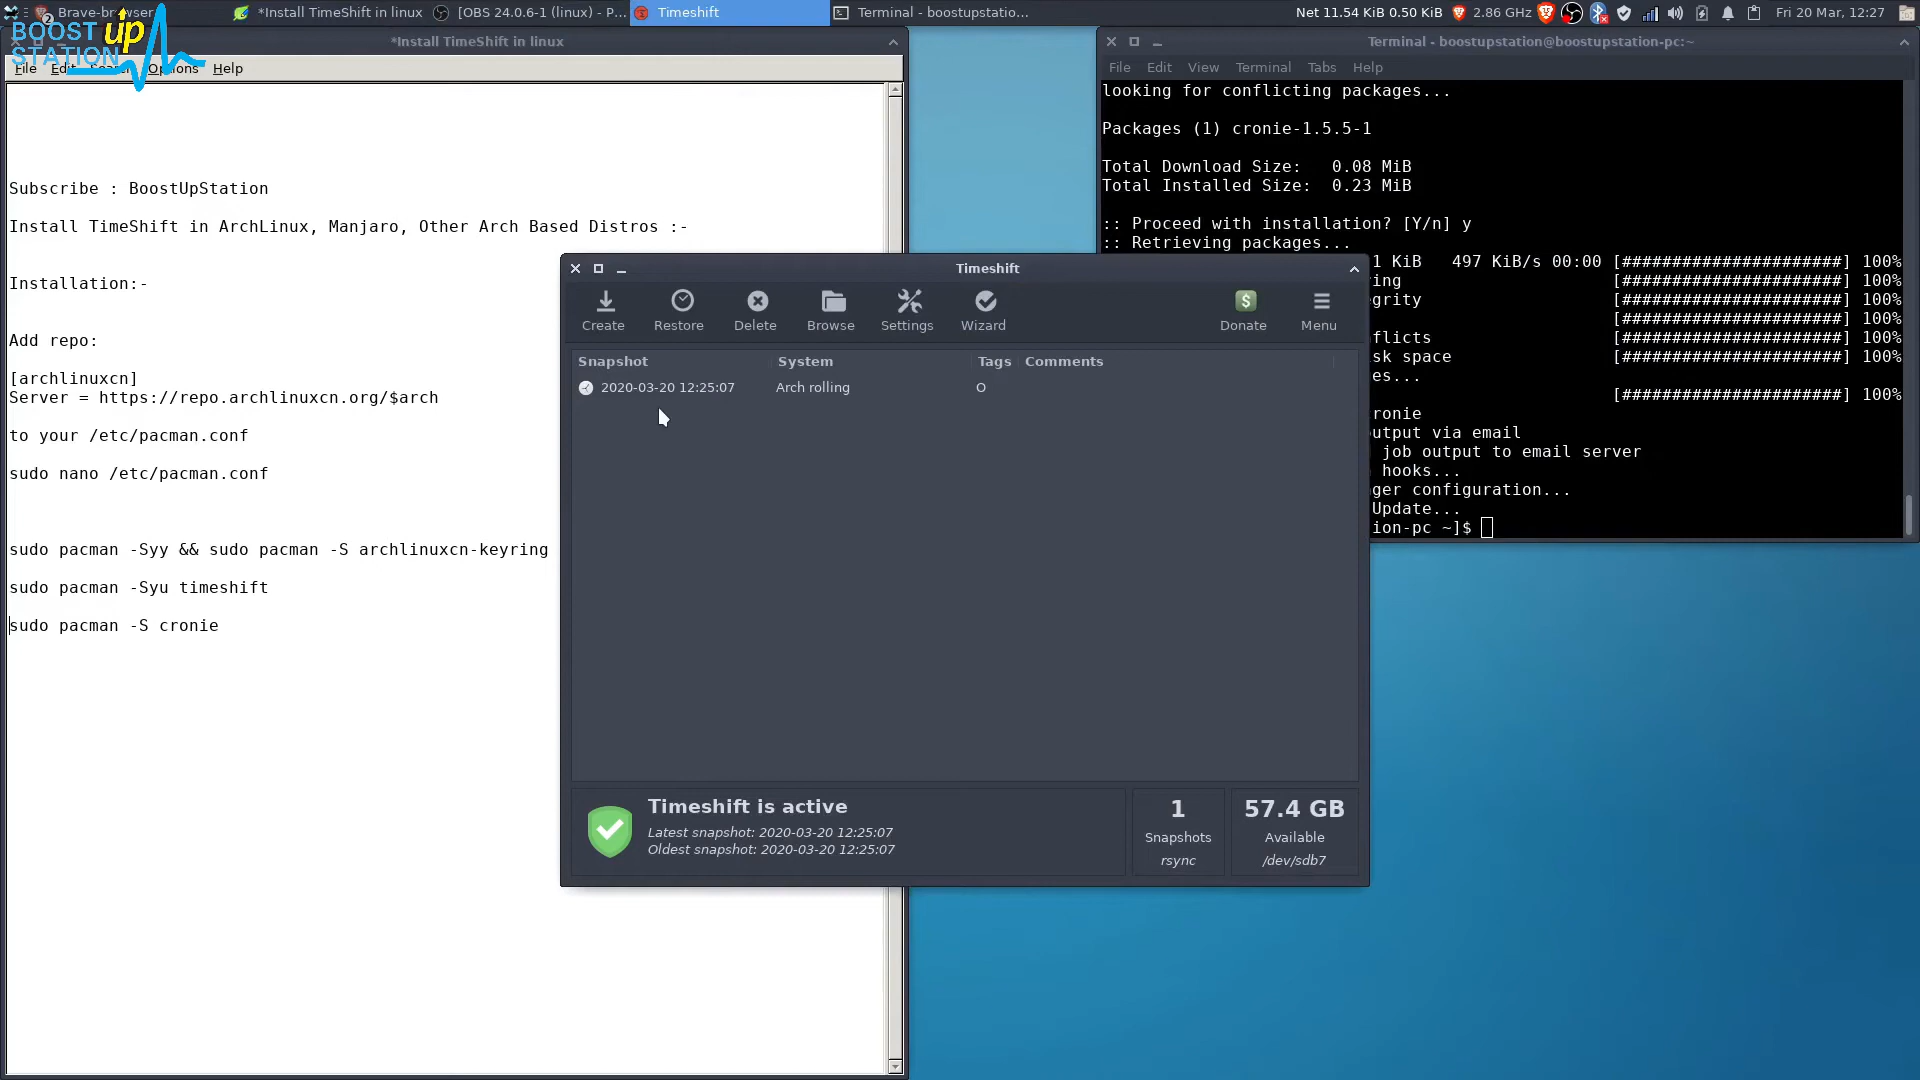 Brave-browser
*Install TimeShift in linux
[OBS 24.0.6-1 (linux) - P...
Timeshift
Terminal - boostupstatio...
Net 11.54 KiB 0.50 KiB
2.86 GHz
Fri 20 Mar, 12:27
2
BOOST up
STATION
*Install TimeShift in linux
File Options Help
Subscribe : BoostUpStation
Install TimeShift in ArchLinux, Manjaro, Other Arch Based Distros :-
Installation:-
Add repo:
[archlinuxcn]
Server = https://repo.archlinuxcn.org/$arch
to your /etc/pacman.conf
sudo nano /etc/pacman.conf
sudo pacman -Syy && sudo pacman -S archlinuxcn-keyring
sudo pacman -Syu timeshift
sudo pacman -S cronie
Terminal - boostupstation@boostupstation-pc:~
File Edit View Terminal Tabs Help
looking for conflicting packages...
Packages (1) cronie-1.5.5-1
Total Download Size: 0.08 MiB
Total Installed Size: 0.23 MiB
:: Proceed with installation? [Y/n] y
:: Retrieving packages...
1 KiB 497 KiB/s 00:00 [######################] 100%
ing [######################] 100%
egrity [######################] 100%
[######################] 100%
flicts [######################] 100%
sk space [######################] 100%
es...
[######################] 100%
ronie
utput via email
job output to email server
hooks...
ger configuration...
Update...
ion-pc ~]$
Timeshift
Create
Restore
Delete
Browse
Settings
Wizard
Donate
Menu
Snapshot System Tags Comments
2020-03-20 12:25:07 Arch rolling O
Timeshift is active
Latest snapshot: 2020-03-20 12:25:07
Oldest snapshot: 2020-03-20 12:25:07
1
Snapshots
rsync
57.4 GB
Available
/dev/sdb7